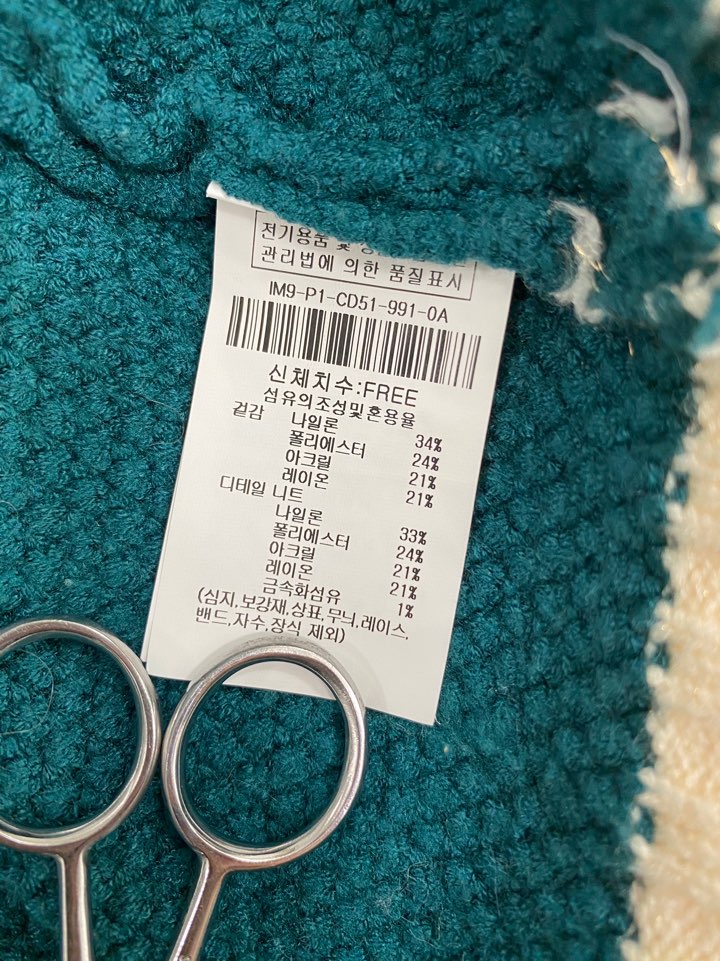 전기용품 및
관리법에 의한 품질표시
IM9-P1-CD51-991-0A
신체치수:FREE
섬유의조성및혼용율
겉감 나일론 34%
폴리에스터 24%
아크릴 21%
레이온 21%
디테일 니트
나일론 33%
폴리에스터 24%
아크릴 21%
레이온 21%
금속화섬유 1%
(심지,보강재,상표,무늬,레이스,
밴드,자수,장식 제외)